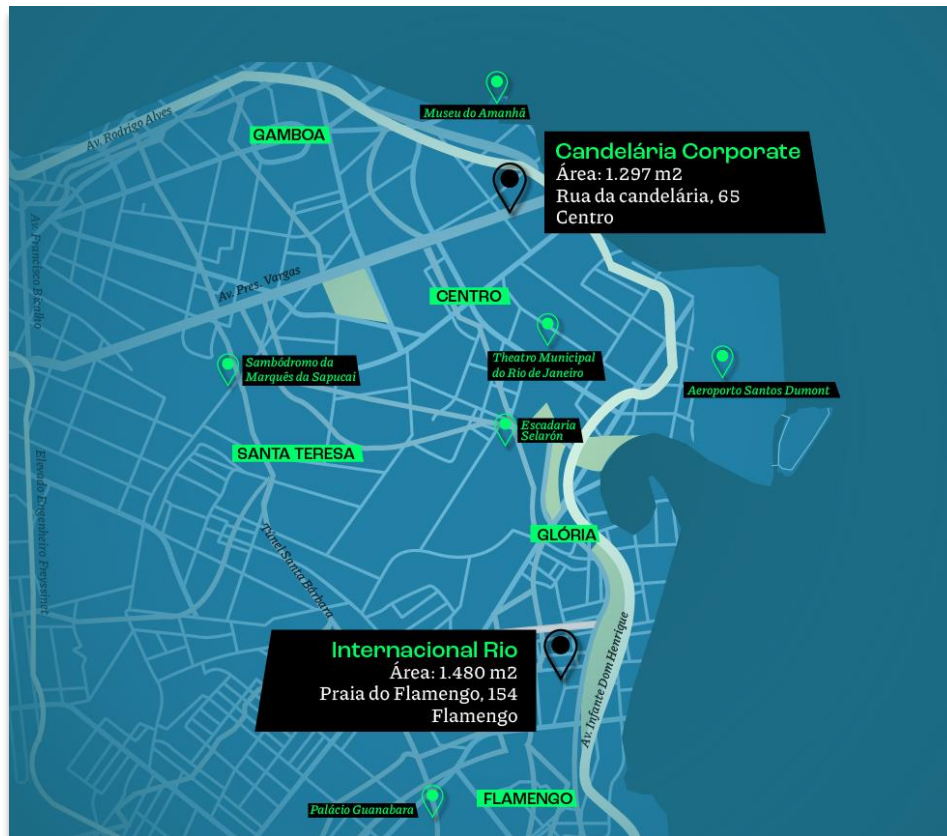 Museu do Amanhã
Av. Rodrigo Alves
GAMBOA
Candelária Corporate
Área: 1.297 m2
Rua da candelária, 65
Centro
Av. Francisco Bicalho
Av. Pres. Vargas
CENTRO
Theatro Municipal
do Rio de Janeiro
Sambódromo da
Marquês da Sapucaí
Aeroporto Santos Dumont
Escadaria
Selarón
SANTA TERESA
Elevado Engenheiro Freyssinet
GLÓRIA
Túnel Santa Bárbara
Internacional Rio
Área: 1.480 m2
Praia do Flamengo, 154
Flamengo
Av. Infante Dom Henrique
FLAMENGO
Palácio Guanabara